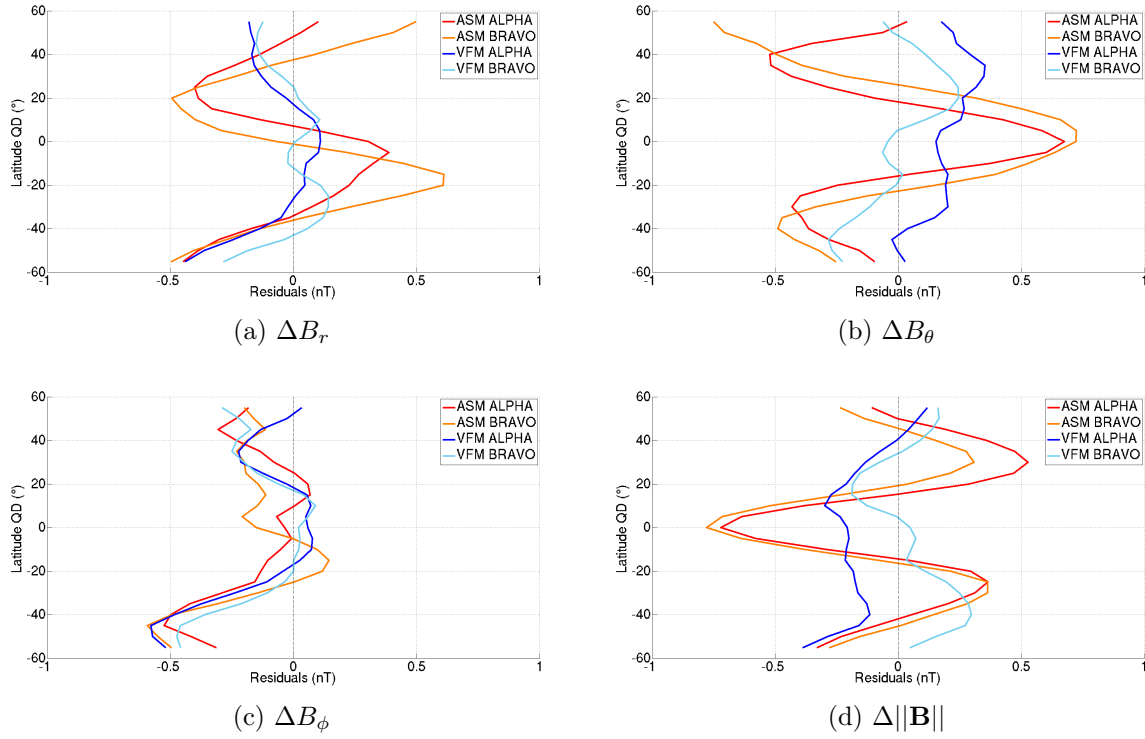 60
40
20
0
-20
-40
-60
Latitude QD (°)
-1
-0.5
0
0.5
1
Residuals (nT)
ASM ALPHA
ASM BRAVO
VFM ALPHA
VFM BRAVO
(a) ΔB_r
60
40
20
0
-20
-40
-60
Latitude QD (°)
-1
-0.5
0
0.5
1
Residuals (nT)
ASM ALPHA
ASM BRAVO
VFM ALPHA
VFM BRAVO
(b) ΔB_θ
60
40
20
0
-20
-40
-60
Latitude QD (°)
-1
-0.5
0
0.5
1
Residuals (nT)
ASM ALPHA
ASM BRAVO
VFM ALPHA
VFM BRAVO
(c) ΔB_ϕ
60
40
20
0
-20
-40
-60
Latitude QD (°)
-1
-0.5
0
0.5
1
Residuals (nT)
ASM ALPHA
ASM BRAVO
VFM ALPHA
VFM BRAVO
(d) Δ||B||